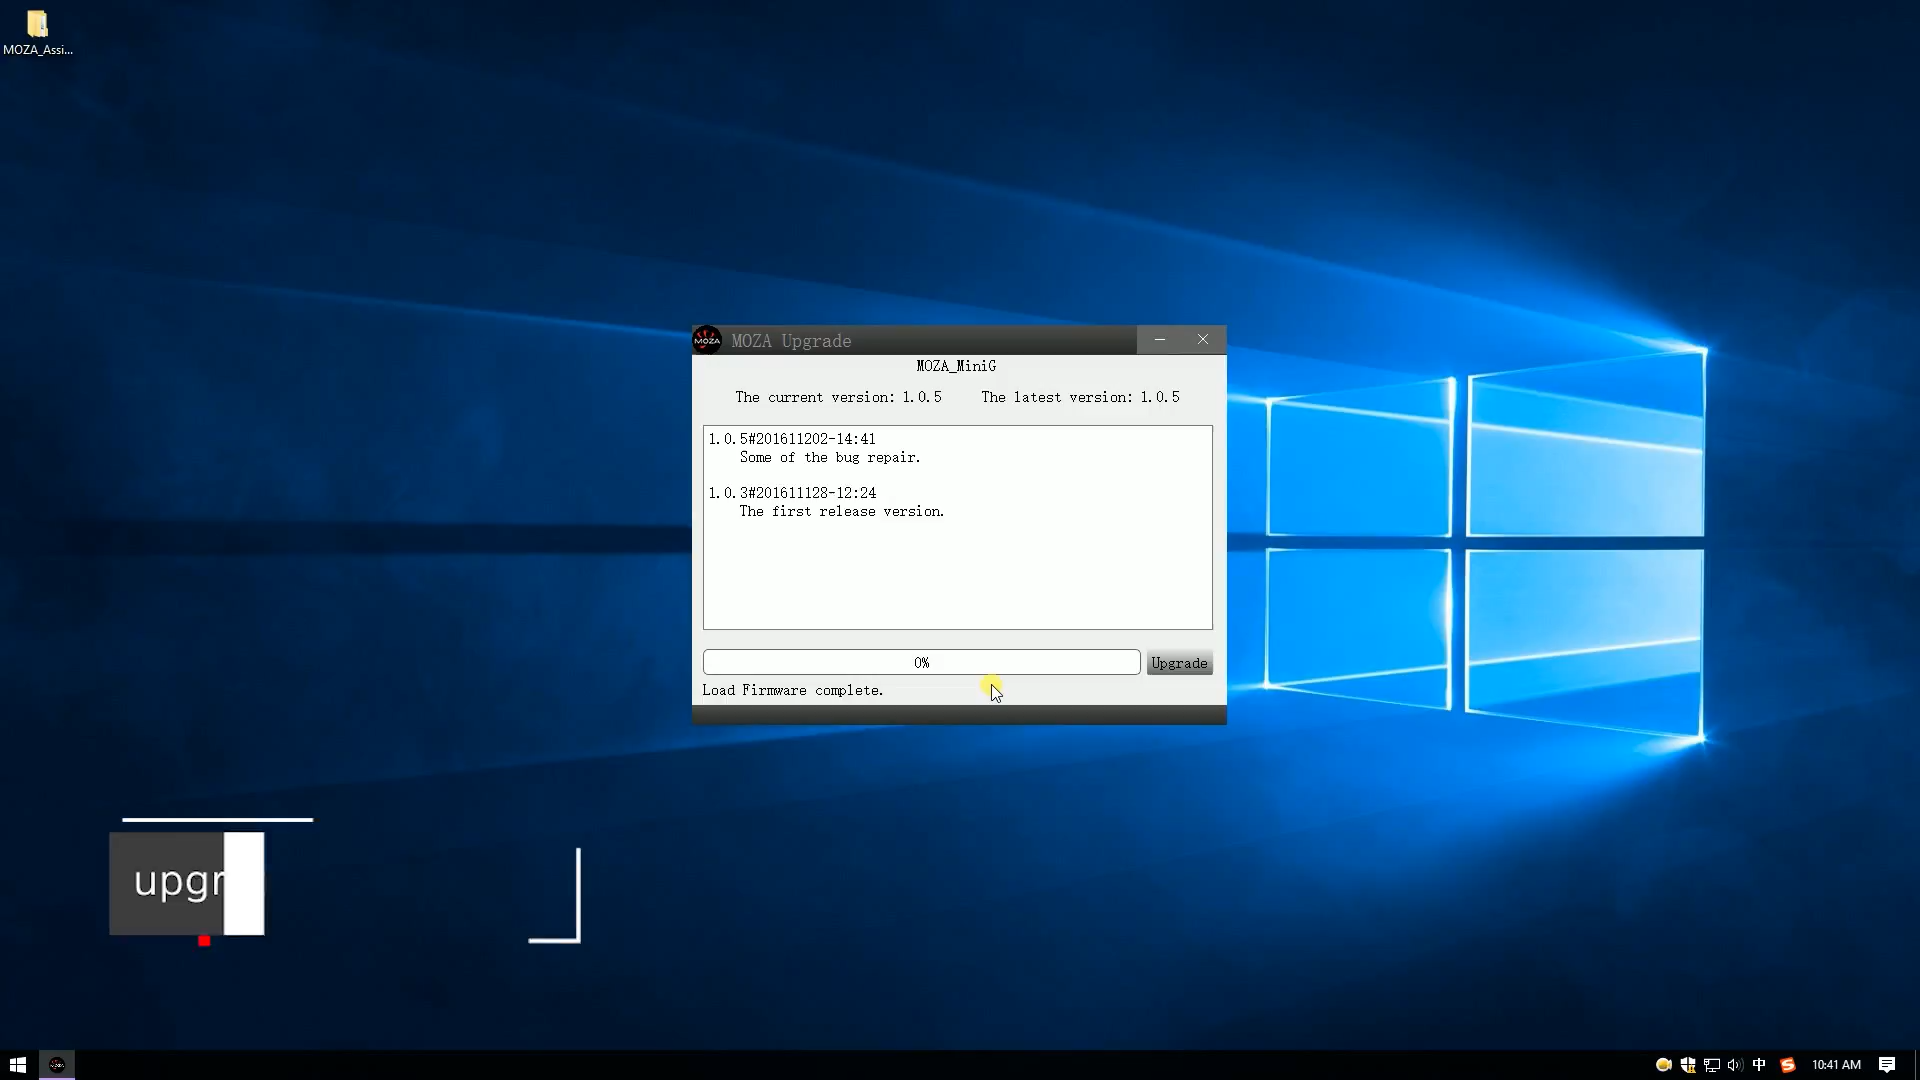 MOZA_Assi...
MOZA
MOZA Upgrade
MOZA_MiniG
The current version: 1.0.5
The latest version: 1.0.5
1.0.5#201611202-14:41
Some of the bug repair.
1.0.3#201611128-12:24
The first release version.
0%
Upgrade
Load Firmware complete.
upgr
中
10:41 AM